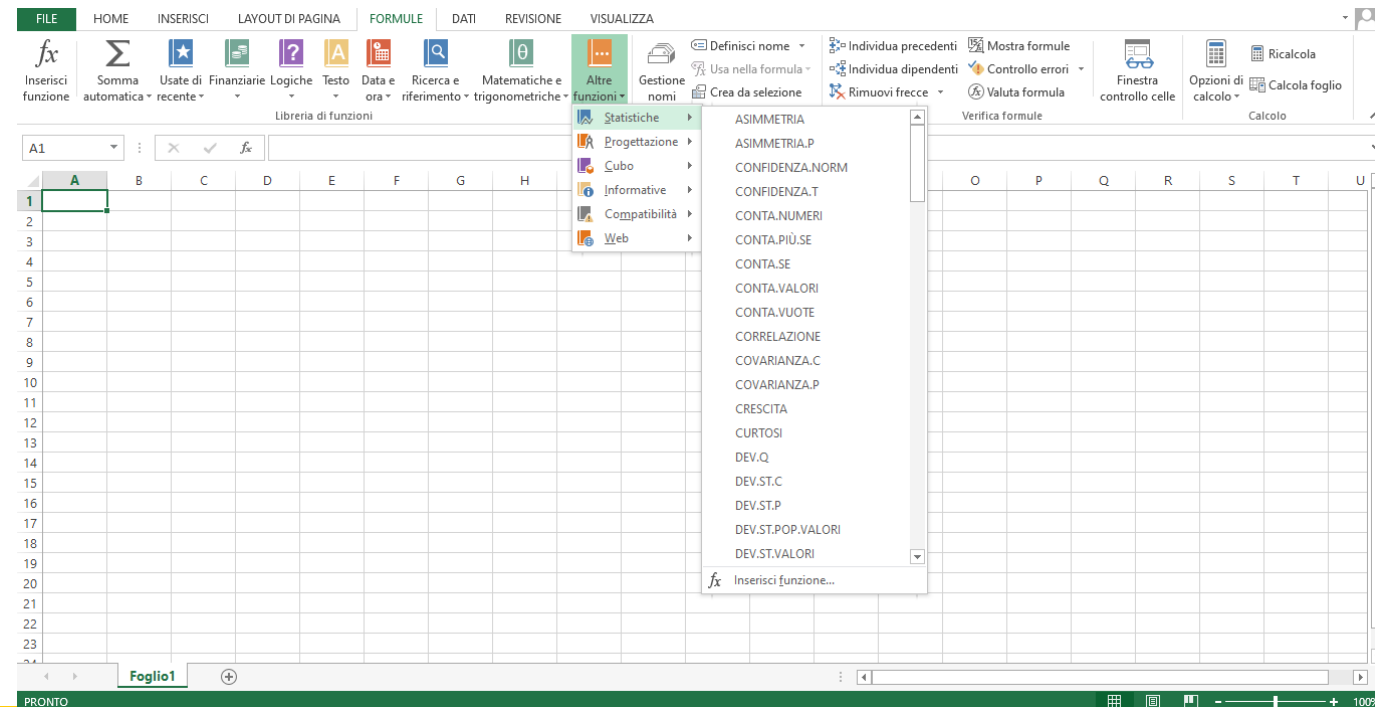 FILE HOME INSERISCI LAYOUT DI PAGINA FORMULE DATI REVISIONE VISUALIZZA
fx Inserisci funzione
Somma automatica
Usate di recente
Finanziarie
Logiche
Testo
Data e ora
Ricerca e riferimento
Matematiche e trigonometriche
Altre funzioni
Libreria di funzioni
Gestione nomi
Definisci nome
Usa nella formula
Crea da selezione
Individua precedenti
Individua dipendenti
Rimuovi frecce
Mostra formule
Controllo errori
Valuta formula
Verifica formule
Finestra controllo celle
Opzioni di calcolo
Ricalcola
Calcola foglio
Calcolo
A1 fx
Statistiche
Progettazione
Cubo
Informative
Compatibilità
Web
ASIMMETRIA
ASIMMETRIA.P
CONFIDENZA.NORM
CONFIDENZA.T
CONTA.NUMERI
CONTA.PIÙ.SE
CONTA.SE
CONTA.VALORI
CONTA.VUOTE
CORRELAZIONE
COVARIANZA.C
COVARIANZA.P
CRESCITA
CURTOSI
DEV.Q
DEV.ST.C
DEV.ST.P
DEV.ST.POP.VALORI
DEV.ST.VALORI
fx Inserisci funzione...
A B C D E F G H O P Q R S T U
1
2
3
4
5
6
7
8
9
10
11
12
13
14
15
16
17
18
19
20
21
22
23
Foglio1
PRONTO
100%